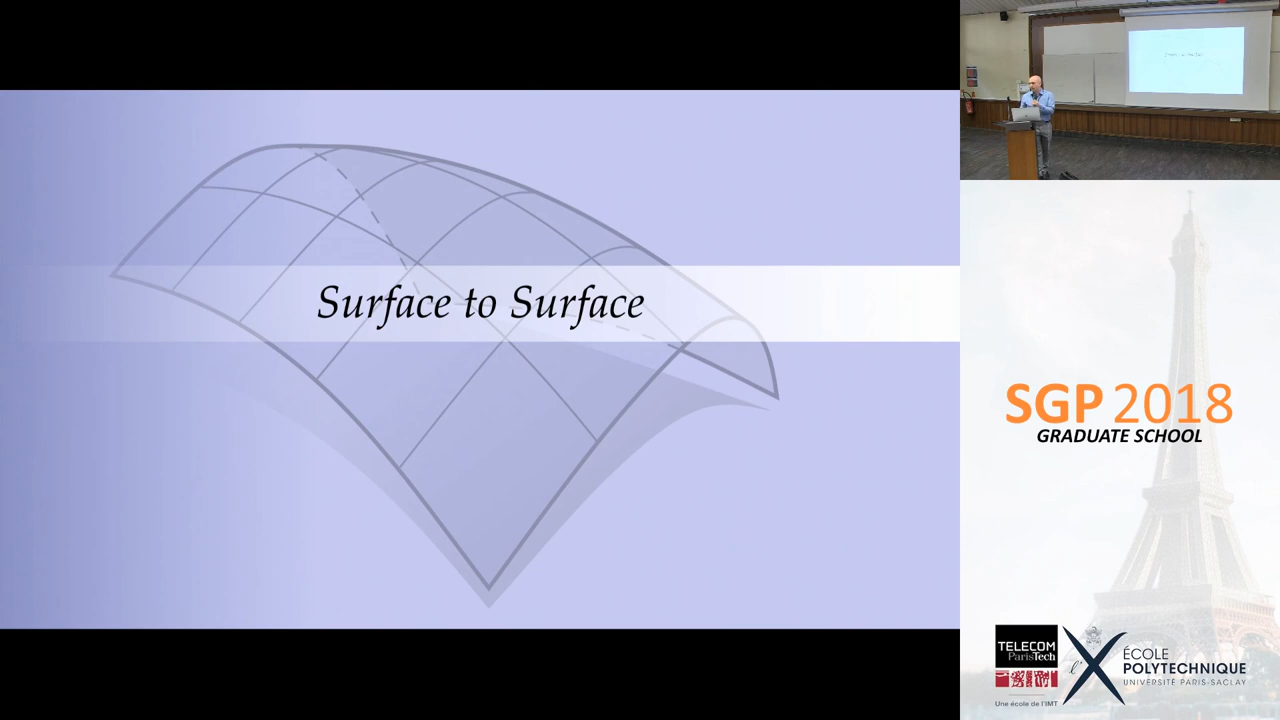 Surface to Surface
SGP 2018
GRADUATE SCHOOL
TELECOM
ParisTech
Une école de l'IMT
l'X
ÉCOLE
POLYTECHNIQUE
UNIVERSITÉ PARIS-SACLAY